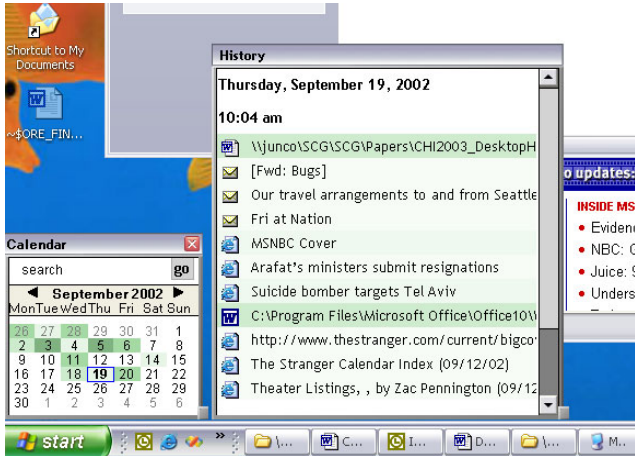 Shortcut to My
Documents
~$ORE_FIN...
History
Thursday, September 19, 2002
10:04 am
\\junco\SCG\SCG\Papers\CHI2003_DesktopH
[Fwd: Bugs]
Our travel arrangements to and from Seattle
Fri at Nation
MSNBC Cover
Arafat's ministers submit resignations
Suicide bomber targets Tel Aviv
C:\Program Files\Microsoft Office\Office10\
http://www.thestranger.com/current/bigco
The Stranger Calendar Index (09/12/02)
Theater Listings, , by Zac Pennington (09/12
o updates:
INSIDE MS
• Evidenc
• NBC: G
• Juice: 9
• Unders
Calendar
search go
September 2002
Mon Tue Wed Thu Fri Sat Sun
26 27 28 29 30 31 1
2 3 4 5 6 7 8
9 10 11 12 13 14 15
16 17 18 19 20 21 22
23 24 25 26 27 28 29
30 1 2 3 4 5 6
start » \... C... I... D... \... M..